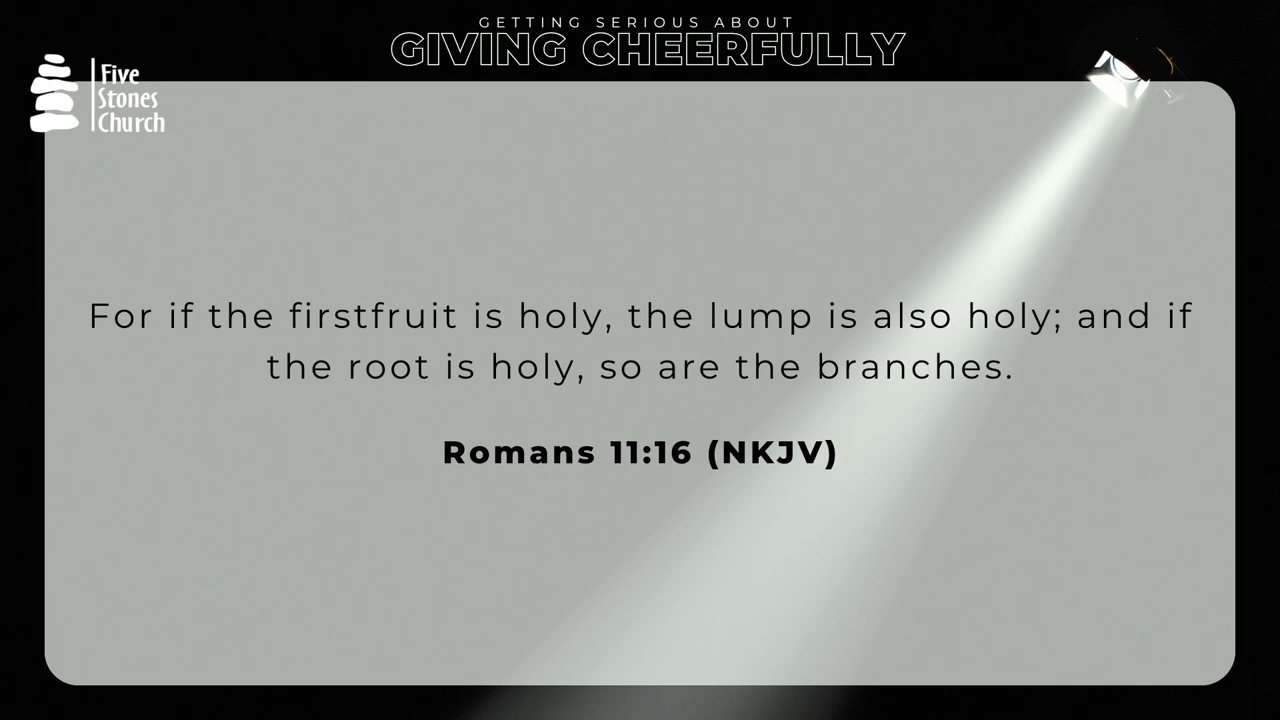 GETTING SERIOUS ABOUT
GIVING CHEERFULLY
Five
Stones
Church
For if the firstfruit is holy, the lump is also holy; and if
the root is holy, so are the branches.
Romans 11:16 (NKJV)